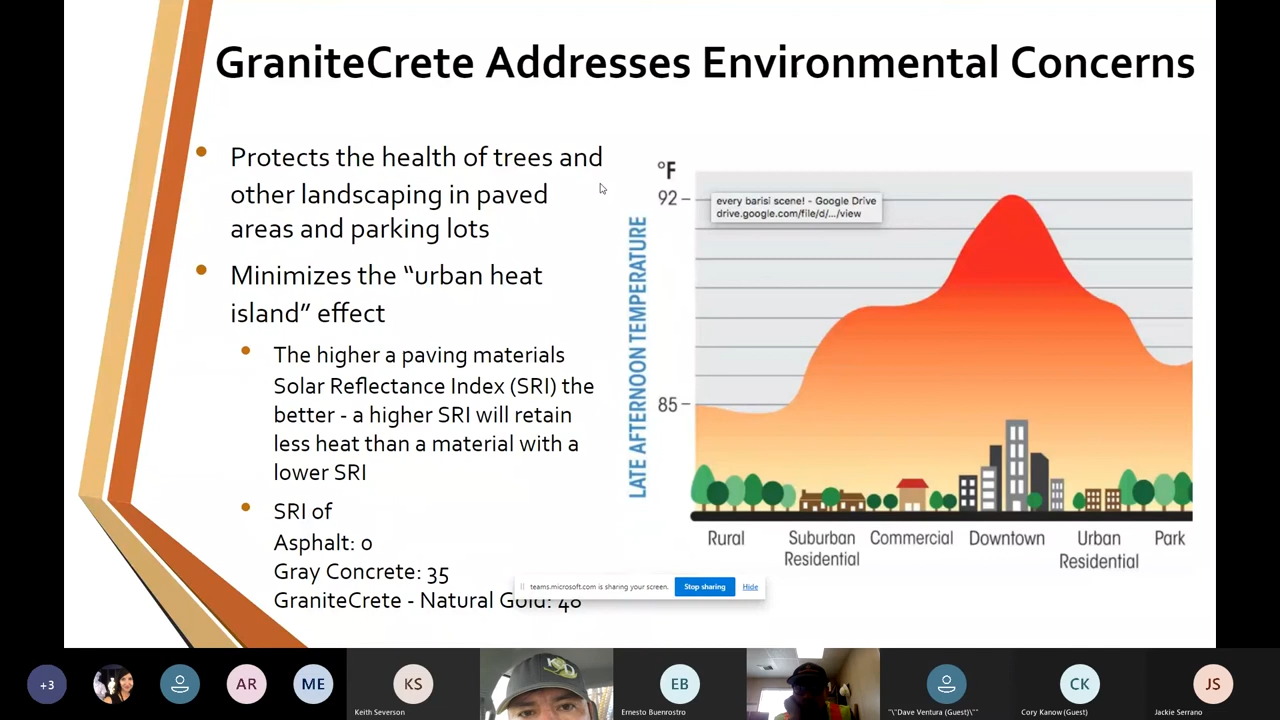 GraniteCrete Addresses Environmental Concerns
• Protects the health of trees and
other landscaping in paved
areas and parking lots
• Minimizes the “urban heat
island” effect
• The higher a paving materials
Solar Reflectance Index (SRI) the
better - a higher SRI will retain
less heat than a material with a
lower SRI
• SRI of
Asphalt: 0
Gray Concrete: 35
GraniteCrete - Natural Gold: 48
°F
92
85
LATE AFTERNOON TEMPERATURE
every barisi scene! - Google Drive
drive.google.com/file/d/.../view
Rural
Suburban
Residential
Commercial
Downtown
Urban
Residential
Park
teams.microsoft.com is sharing your screen.
Stop sharing
Hide
+3
AR
ME
KS
Keith Severson
EB
Ernesto Buenrostro
"\"Dave Ventura (Guest)\""
CK
Cory Kanow (Guest)
JS
Jackie Serrano